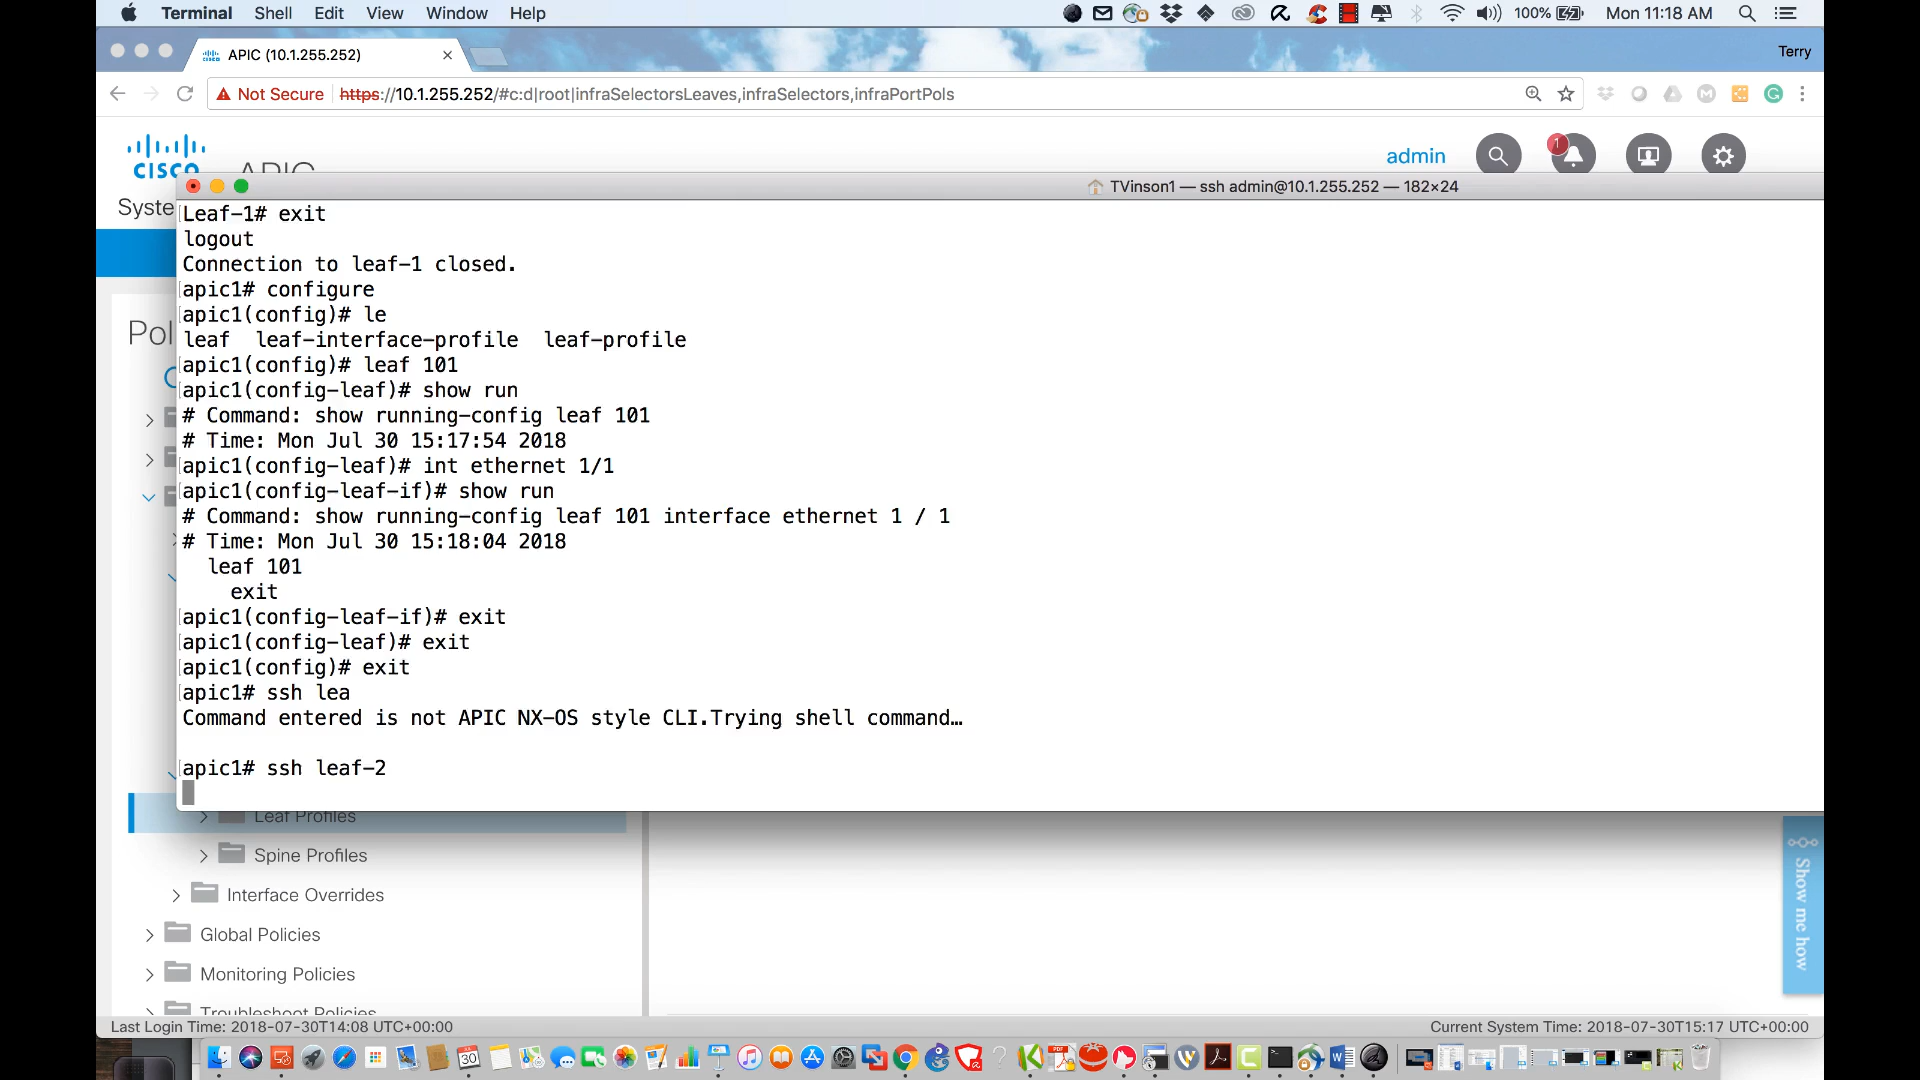 Terminal Shell Edit View Window Help 100% Mon 11:18 AM
APIC (10.1.255.252) Terry
Not Secure https://10.1.255.252/#c:d|root|infraSelectorsLeaves,infraSelectors,infraPortPols
CISCO APIC admin 1
TVinson1 — ssh admin@10.1.255.252 — 182×24
Syste
Leaf-1# exit
logout
Connection to leaf-1 closed.
apic1# configure
apic1(config)# le
Pol
leaf  leaf-interface-profile  leaf-profile
apic1(config)# leaf 101
apic1(config-leaf)# show run
# Command: show running-config leaf 101
# Time: Mon Jul 30 15:17:54 2018
apic1(config-leaf)# int ethernet 1/1
apic1(config-leaf-if)# show run
# Command: show running-config leaf 101 interface ethernet 1 / 1
# Time: Mon Jul 30 15:18:04 2018
leaf 101
exit
apic1(config-leaf-if)# exit
apic1(config-leaf)# exit
apic1(config)# exit
apic1# ssh lea
Command entered is not APIC NX-OS style CLI.Trying shell command…
apic1# ssh leaf-2
Leaf Profiles
Spine Profiles
Interface Overrides
Global Policies
Monitoring Policies
Troubleshoot Policies
Show me how
Last Login Time: 2018-07-30T14:08 UTC+00:00
Current System Time: 2018-07-30T15:17 UTC+00:00